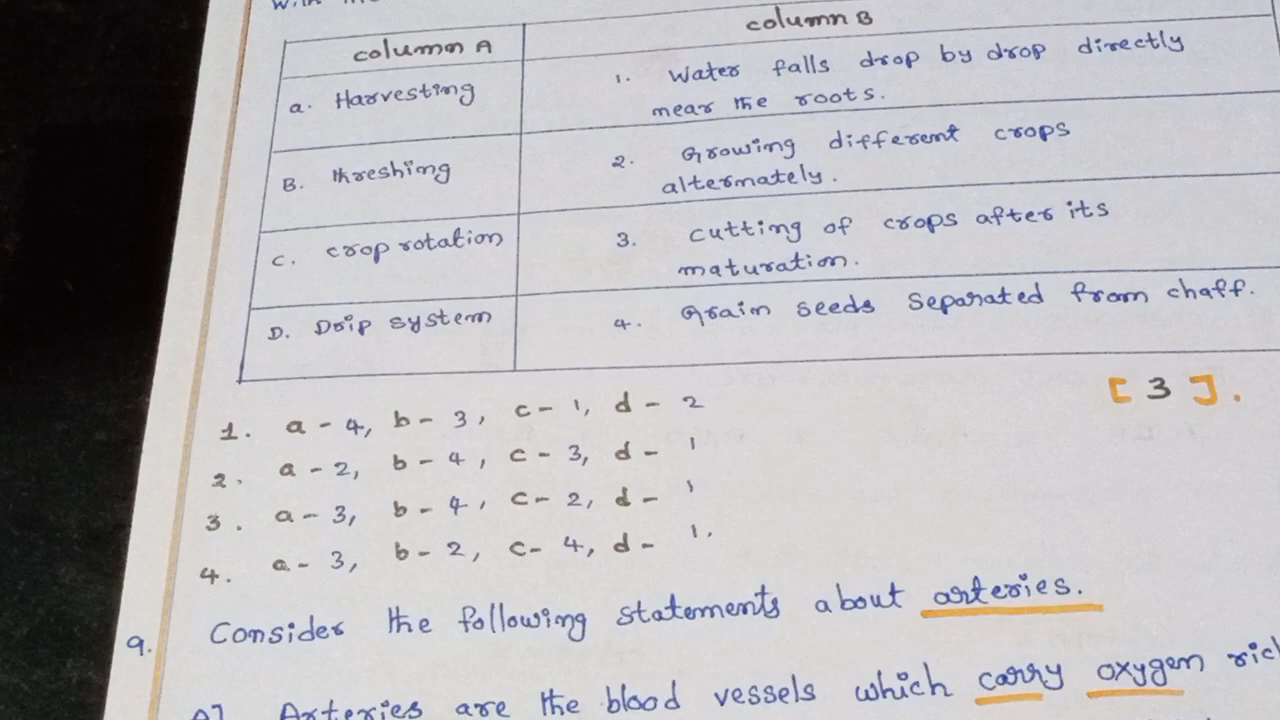 with
column A column B
a. Harvesting 1. Water falls drop by drop directly
near the roots.
B. threshing 2. Growing different crops
alternately.
C. crop rotation 3. cutting of crops after its
maturation.
D. Drip system 4. Grain seeds separated from chaff.
[3].
1. a - 4, b - 3, c - 1, d - 2
2. a - 2, b - 4, c - 3, d - 1
3. a - 3, b - 4, c - 2, d - 1
4. a - 3, b - 2, c - 4, d - 1.
9. Consider the following statements about arteries.
A] Arteries are the blood vessels which carry oxygen rich